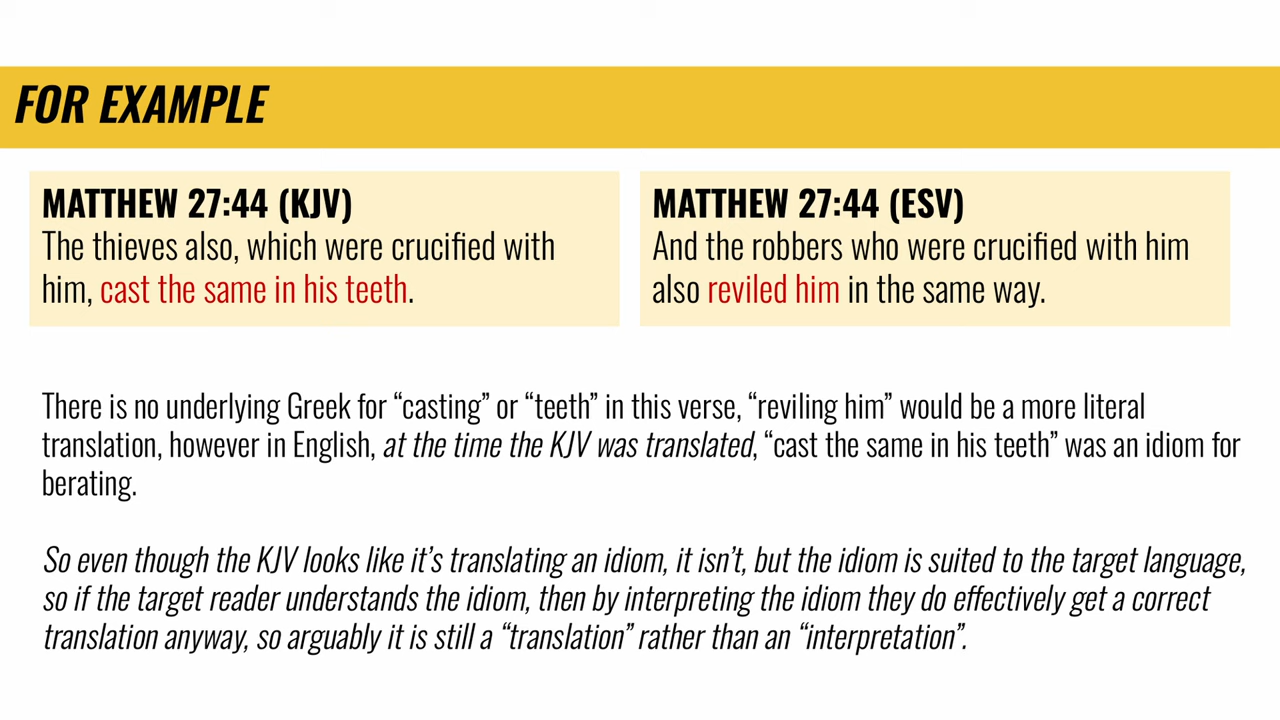 FOR EXAMPLE
MATTHEW 27:44 (KJV)
The thieves also, which were crucified with
him, cast the same in his teeth.
MATTHEW 27:44 (ESV)
And the robbers who were crucified with him
also reviled him in the same way.
There is no underlying Greek for “casting” or “teeth” in this verse, “reviling him” would be a more literal
translation, however in English, at the time the KJV was translated, “cast the same in his teeth” was an idiom for
berating.
So even though the KJV looks like it’s translating an idiom, it isn’t, but the idiom is suited to the target language,
so if the target reader understands the idiom, then by interpreting the idiom they do effectively get a correct
translation anyway, so arguably it is still a “translation” rather than an “interpretation”.